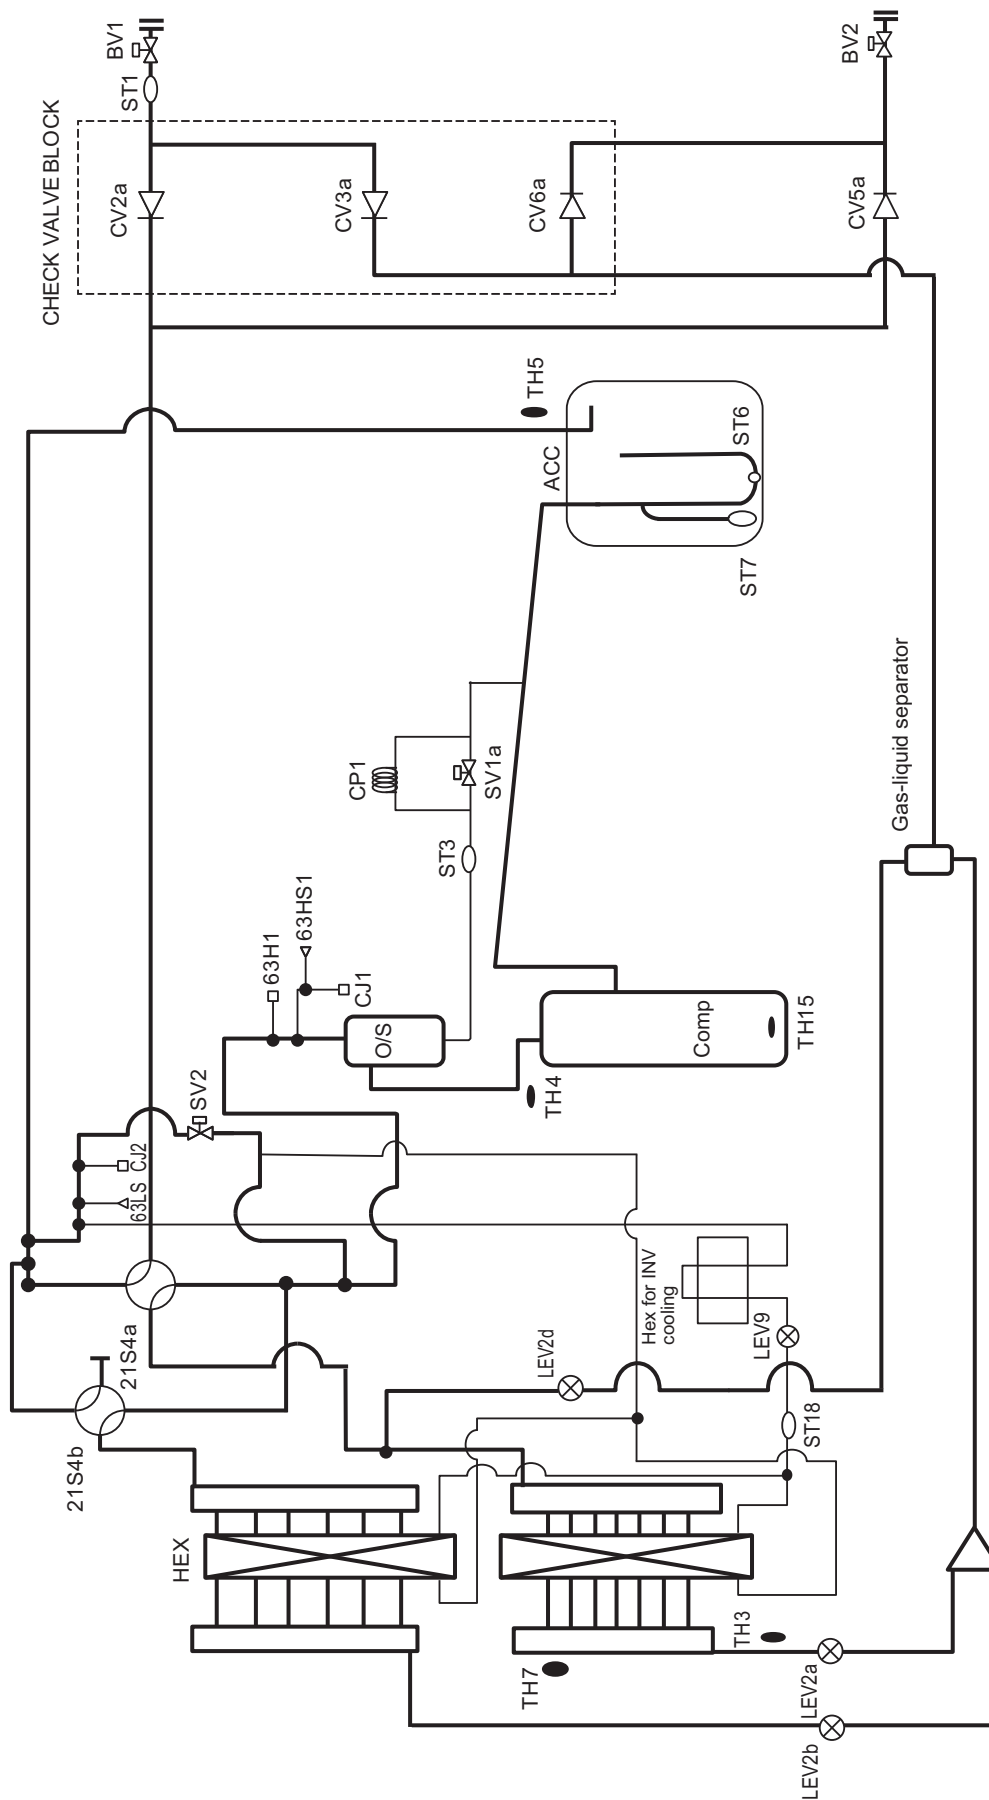 BV1
ST1
CHECK VALVE BLOCK
CV2a
CV3a
CV6a
CV5a
BV2
TH5
ACC
ST6
ST7
CP1
SV1a
ST3
Gas-liquid separator
63HS1
63H1
CJ1
O/S
Comp
TH15
TH4
SV2
CJ2
63LS
21S4a
21S4b
Hex for INV
cooling
LEV9
LEV2d
ST18
HEX
TH3
TH7
LEV2a
LEV2b